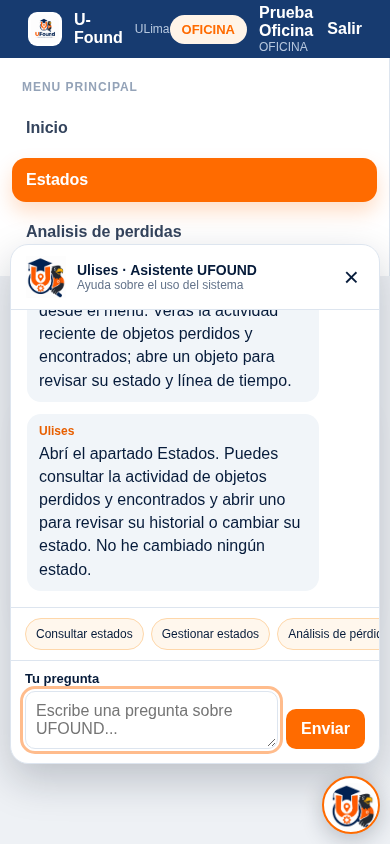 U-
Found
ULima
OFICINA
Prueba
Oficina
OFICINA
Salir
MENU PRINCIPAL
Inicio
Estados
Analisis de perdidas
Ulises · Asistente UFOUND
Ayuda sobre el uso del sistema
✕
desde el menú. Verás la actividad
reciente de objetos perdidos y
encontrados; abre un objeto para
revisar su estado y línea de tiempo.
Ulises
Abrí el apartado Estados. Puedes
consultar la actividad de objetos
perdidos y encontrados y abrir uno
para revisar su historial o cambiar su
estado. No he cambiado ningún
estado.
Consultar estados
Gestionar estados
Análisis de pérdid
Tu pregunta
Escribe una pregunta sobre
UFOUND...
Enviar